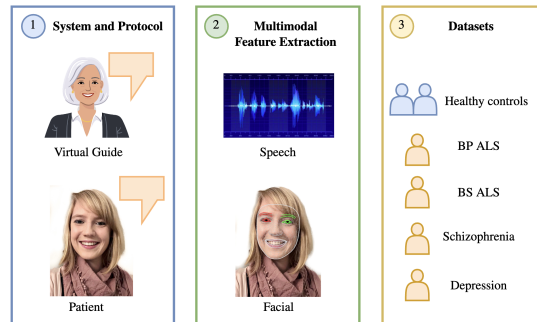 1 System and Protocol
Virtual Guide
Patient
2 Multimodal
Feature Extraction
Speech
Facial
3 Datasets
Healthy controls
BP ALS
BS ALS
Schizophrenia
Depression